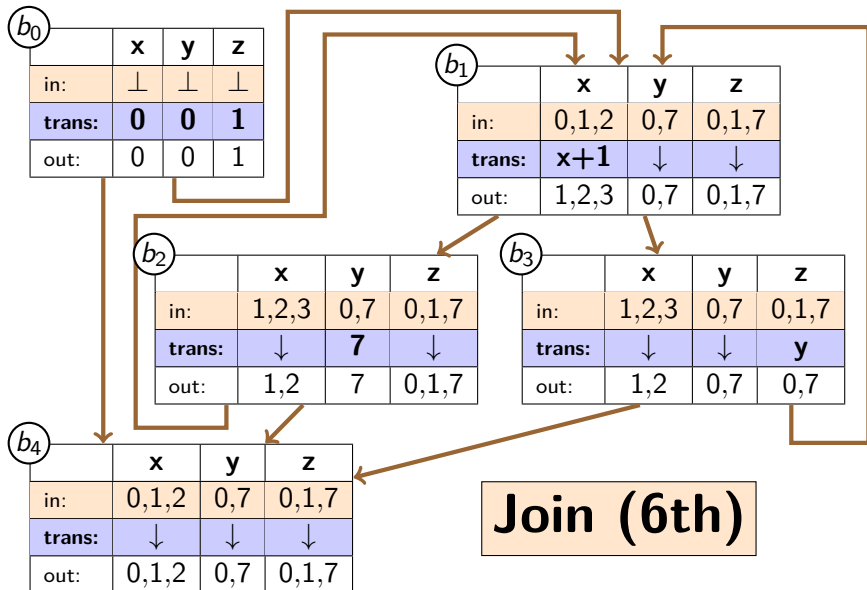 b0
x y z
in: ⊥ ⊥ ⊥
trans: 0 0 1
out: 0 0 1
b1
x y z
in: 0,1,2 0,7 0,1,7
trans: x+1 ↓ ↓
out: 1,2,3 0,7 0,1,7
b2
x y z
in: 1,2,3 0,7 0,1,7
trans: ↓ 7 ↓
out: 1,2 7 0,1,7
b3
x y z
in: 1,2,3 0,7 0,1,7
trans: ↓ ↓ y
out: 1,2 0,7 0,7
b4
x y z
in: 0,1,2 0,7 0,1,7
trans: ↓ ↓ ↓
out: 0,1,2 0,7 0,1,7
Join (6th)